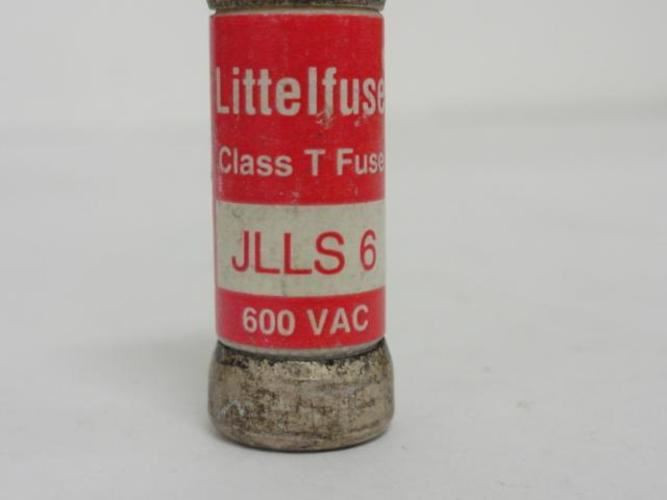 Littelfuse
Class T Fuse
JLLS 6
600 VAC